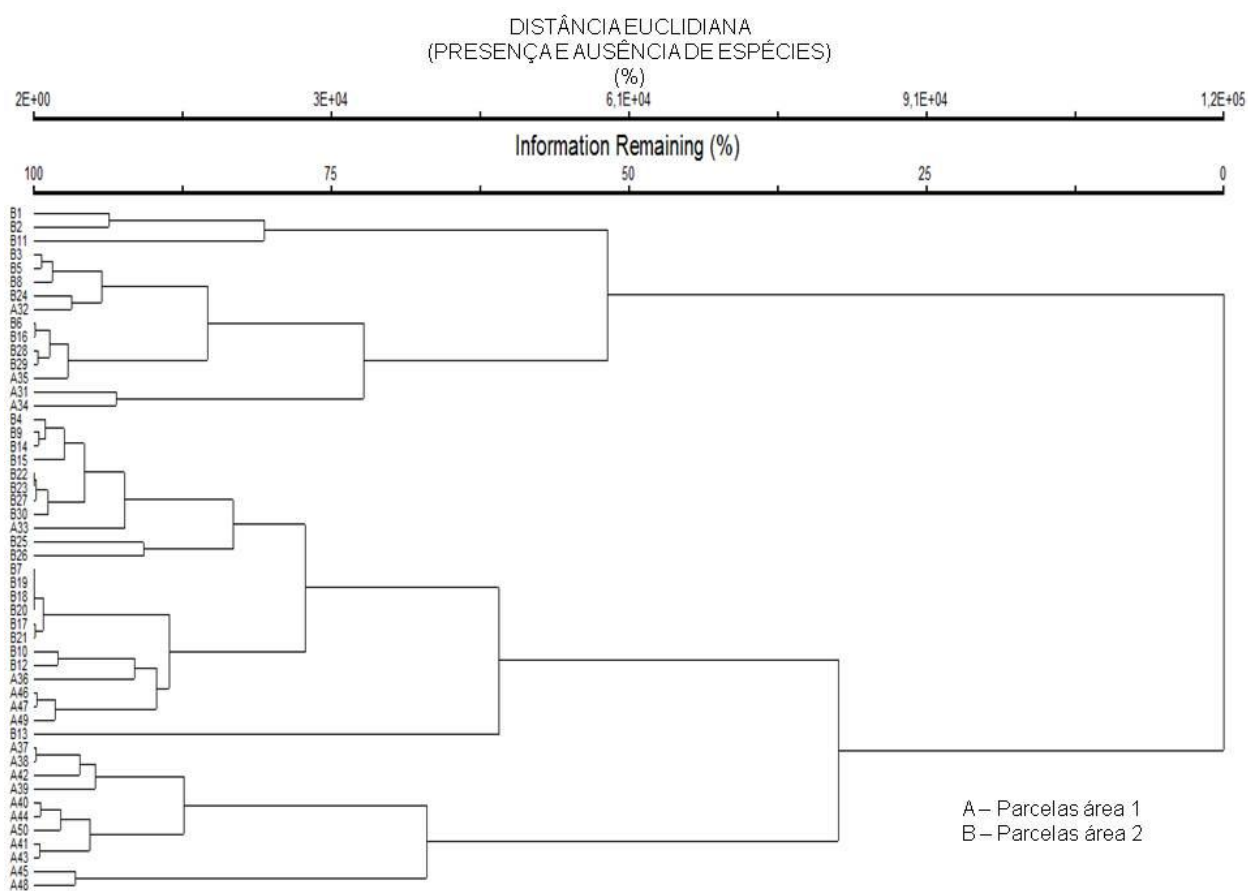 DISTÂNCIA EUCLIDIANA
(PRESENÇA E AUSÊNCIA DE ESPÉCIES)
(%)
2E+00 3E+04 6,1E+04 9,1E+04 1,2E+05
Information Remaining (%)
100 75 50 25 0
B1
B2
B11
B3
B5
B8
B24
A32
B6
B16
B28
B29
A35
A31
A34
B4
B9
B14
B15
B22
B23
B27
B30
A33
B25
B26
B7
B19
B18
B20
B17
B21
B10
B12
A36
A46
A47
A49
B13
A37
A38
A42
A39
A40
A44
A50
A41
A43
A45
A48
A – Parcelas área 1
B – Parcelas área 2